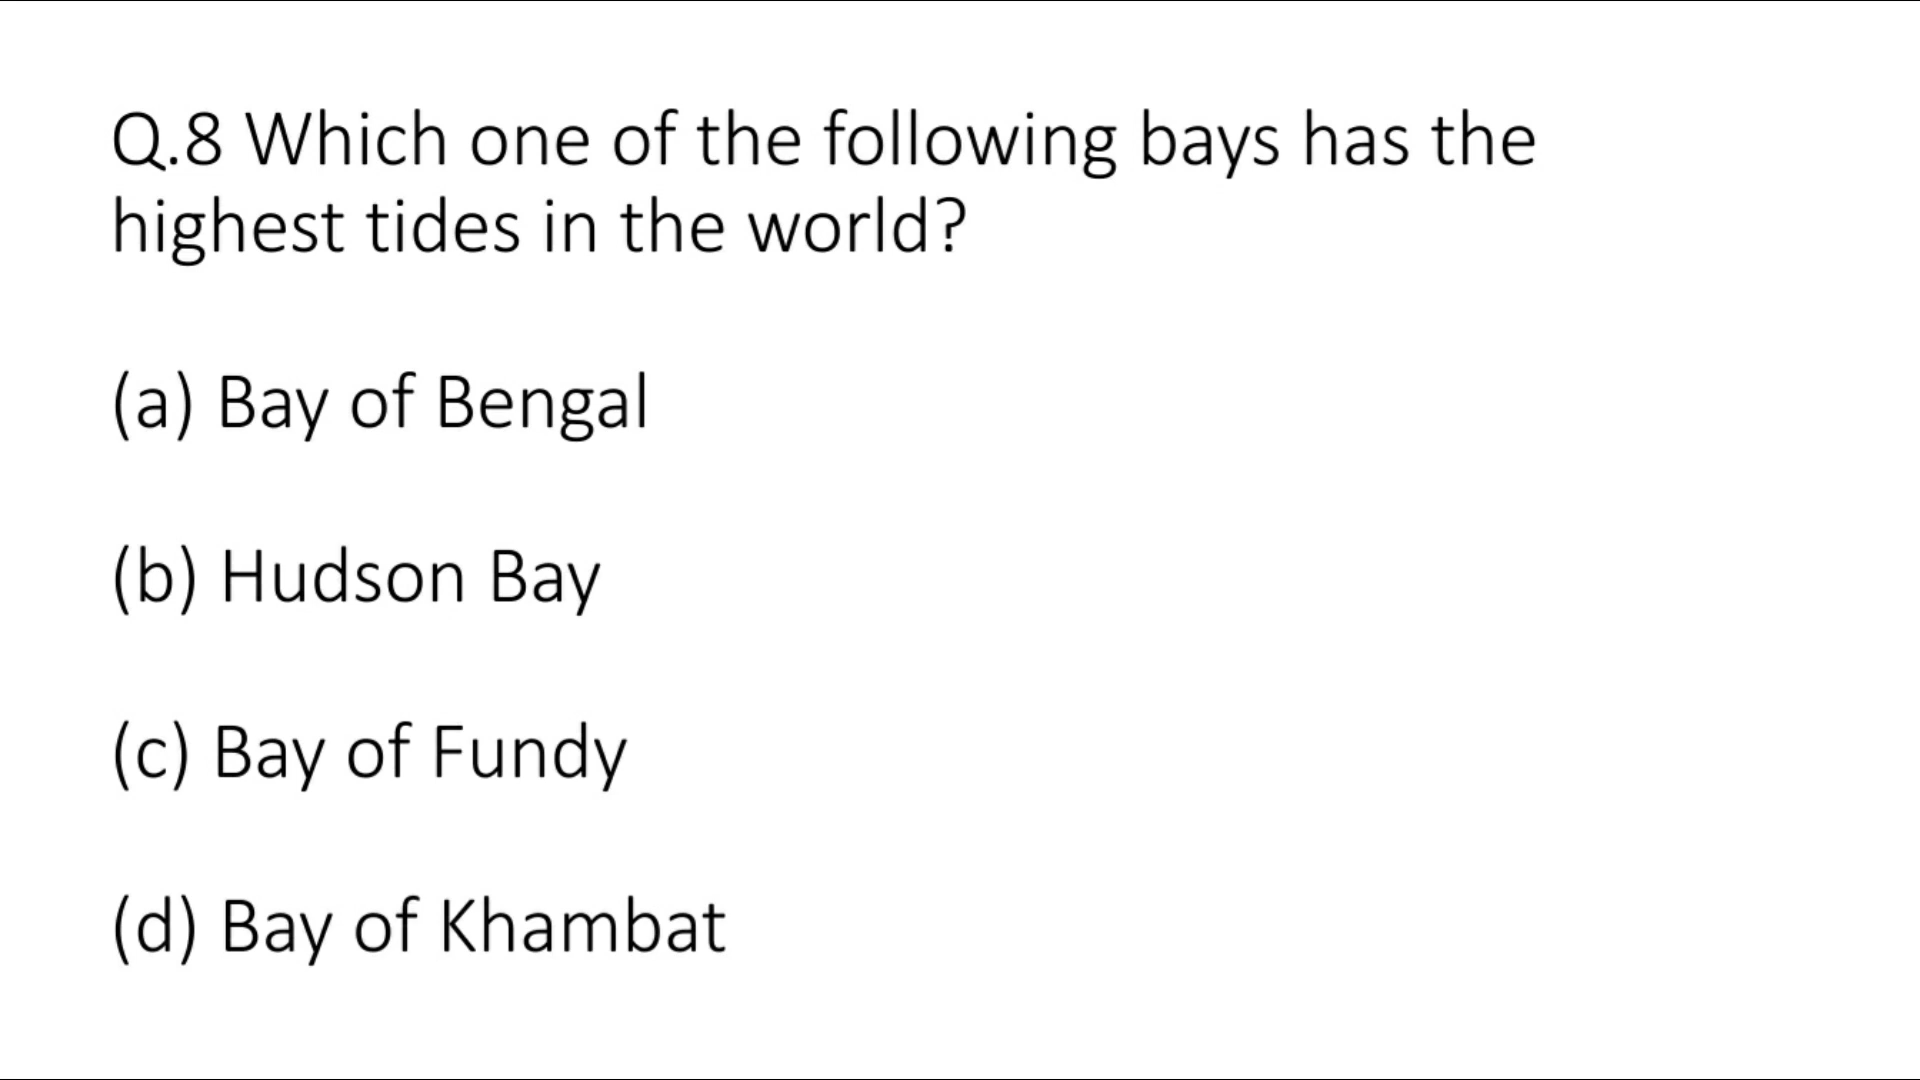 Q.8 Which one of the following bays has the
highest tides in the world?
(a) Bay of Bengal
(b) Hudson Bay
(c) Bay of Fundy
(d) Bay of Khambat